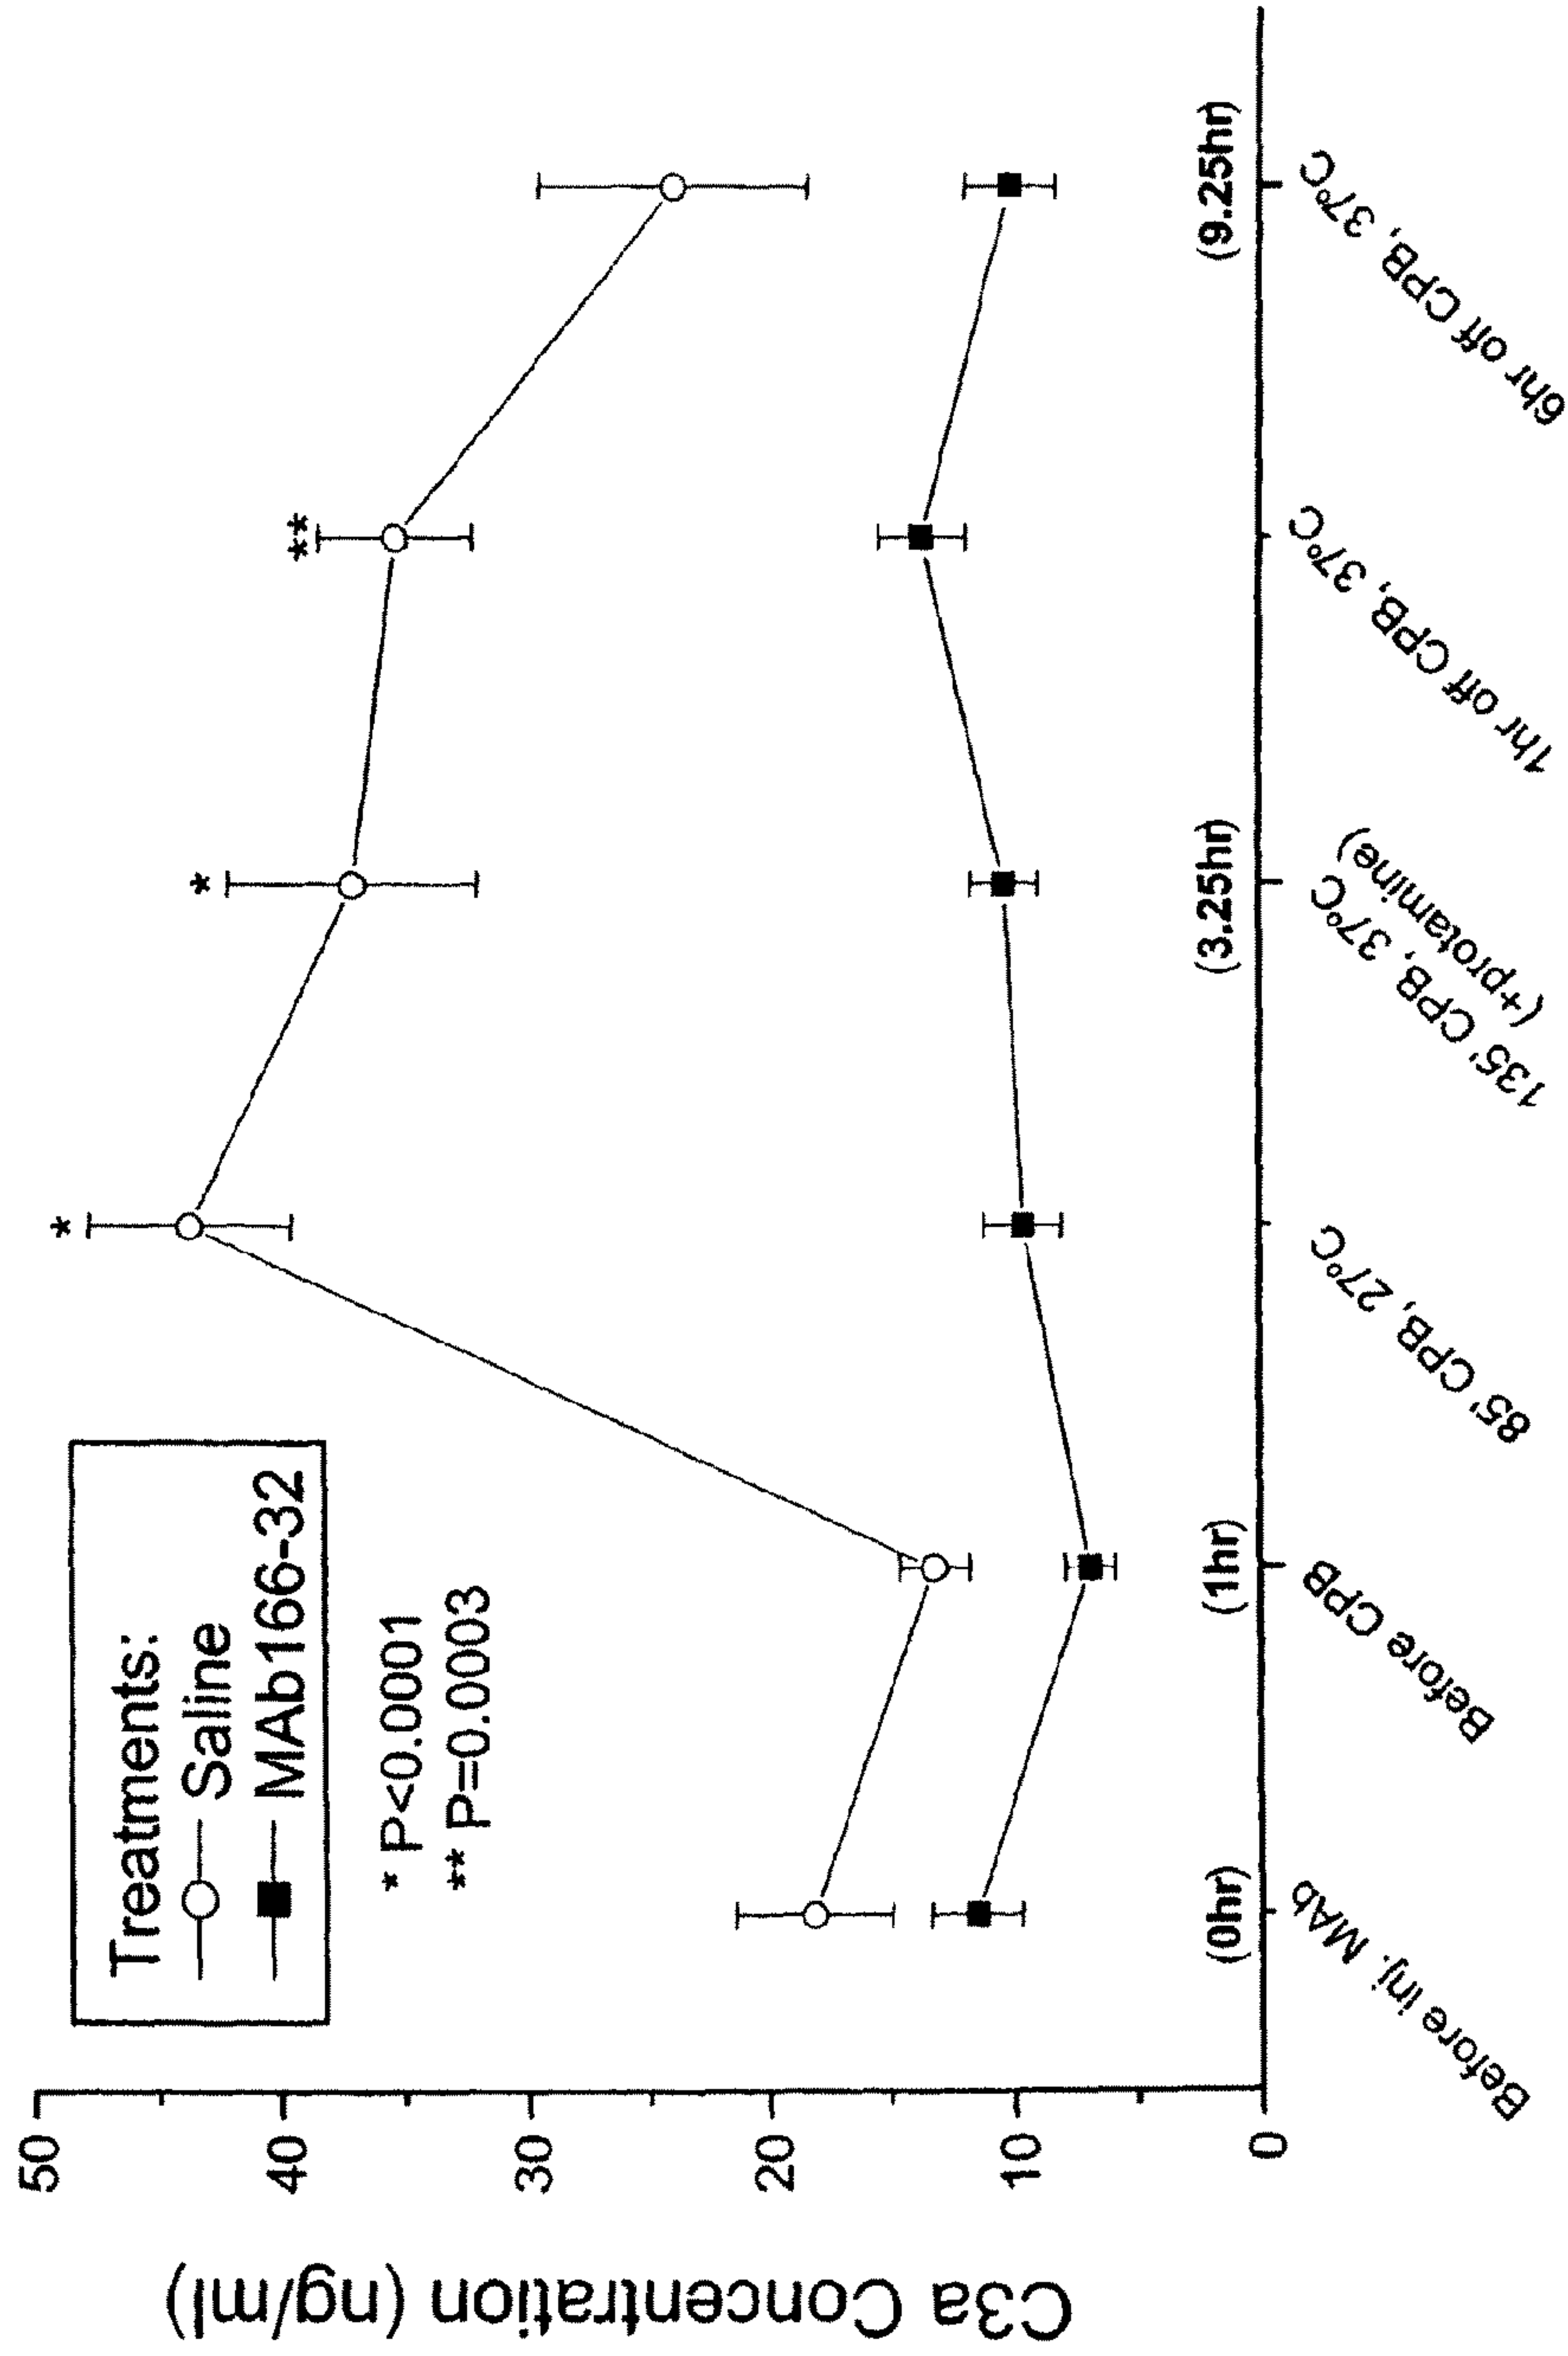 C3a Concentration (ng/ml)
50
40
30
20
10
0
Treatments:
Saline
MAb166-32
* P<0.0001
** P=0.0003
*
*
**
(0hr)
(1hr)
(3.25hr)
(9.25hr)
Before inj. MAb
Before CPB
85' CPB, 27°C
135' CPB, 37°C
(+protamine)
1hr off CPB, 37°C
6hr off CPB, 37°C